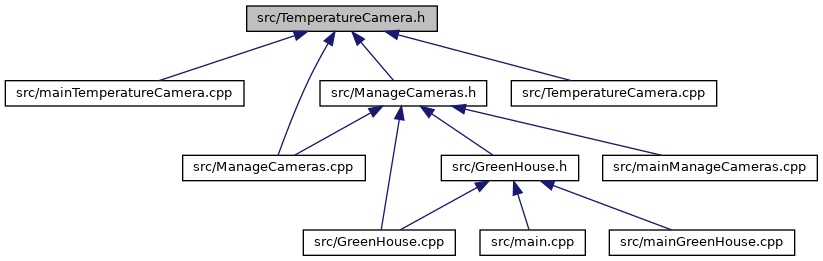 src/TemperatureCamera.h
src/mainTemperatureCamera.cpp
src/ManageCameras.h
src/TemperatureCamera.cpp
src/ManageCameras.cpp
src/GreenHouse.h
src/mainManageCameras.cpp
src/GreenHouse.cpp
src/main.cpp
src/mainGreenHouse.cpp